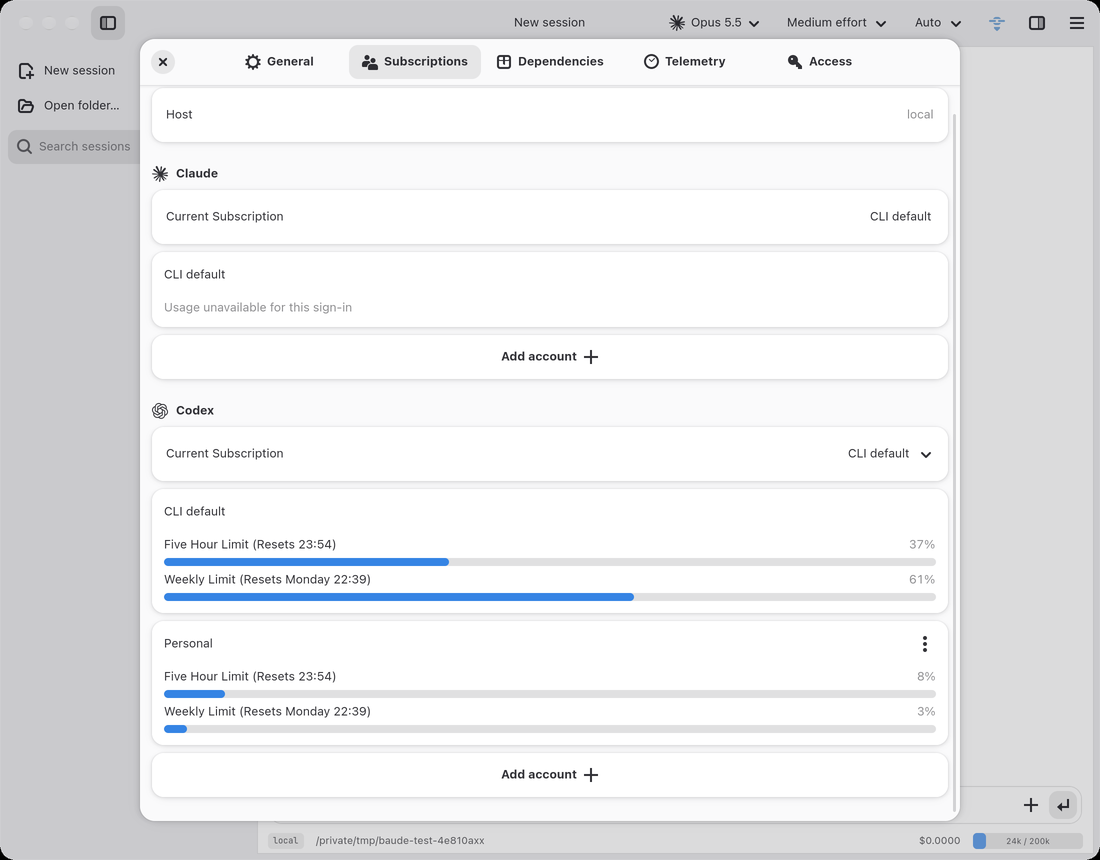 New session
Opus 5.5
Medium effort
Auto
New session
Open folder...
Search sessions
General
Subscriptions
Dependencies
Telemetry
Access
Host
local
Claude
Current Subscription
CLI default
CLI default
Usage unavailable for this sign-in
Add account
Codex
Current Subscription
CLI default
CLI default
Five Hour Limit (Resets 23:54)
37%
Weekly Limit (Resets Monday 22:39)
61%
Personal
Five Hour Limit (Resets 23:54)
8%
Weekly Limit (Resets Monday 22:39)
3%
Add account
local
/private/tmp/baude-test-4e810axx
$0.0000
24k / 200k